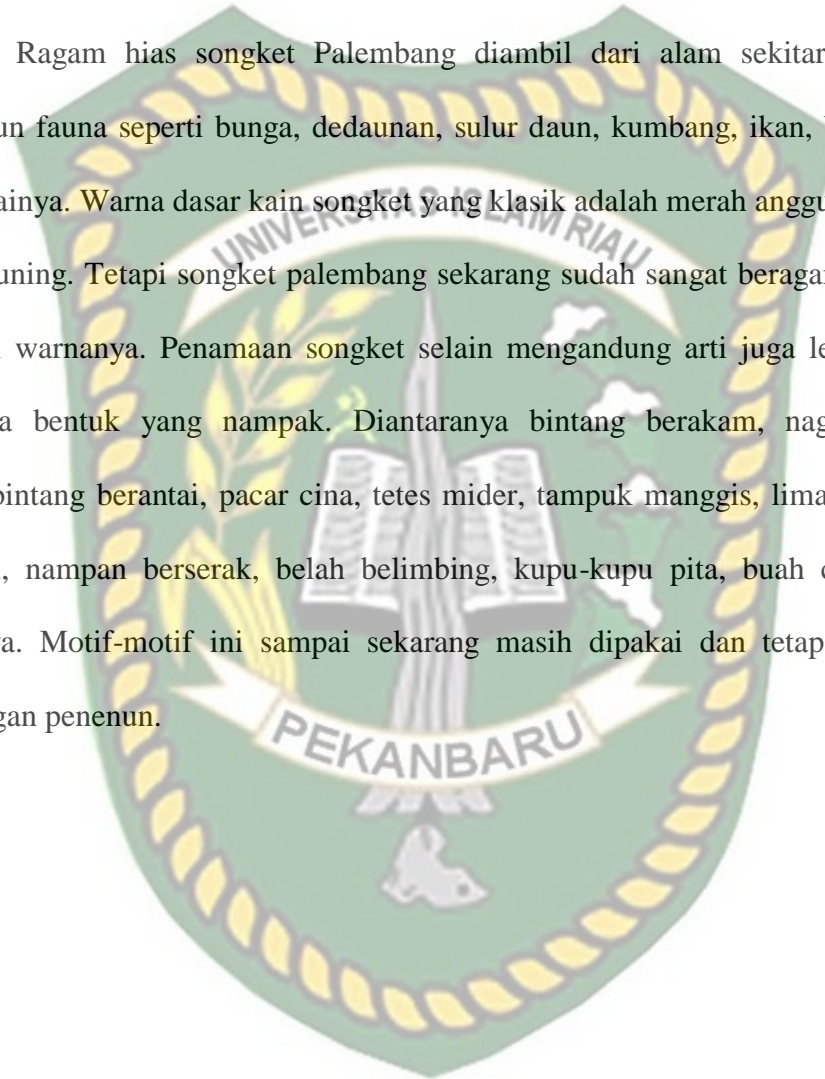 Ragam hias songket Palembang diambil dari alam sekitar
un fauna seperti bunga, dedaunan, sulur daun, kumbang, ikan,
ainya. Warna dasar kain songket yang klasik adalah merah anggu
UNIVERSITAS ISLAM RIAU
uning. Tetapi songket palembang sekarang sudah sangat beraga
warnanya. Penamaan songket selain mengandung arti juga le
a bentuk yang nampak. Diantaranya bintang berakam, nag
bintang berantai, pacar cina, tetes mider, tampuk manggis, lima
, nampan berserak, belah belimbing, kupu-kupu pita, buah
a. Motif-motif ini sampai sekarang masih dipakai dan tetap
gan penenun.
PEKANBARU